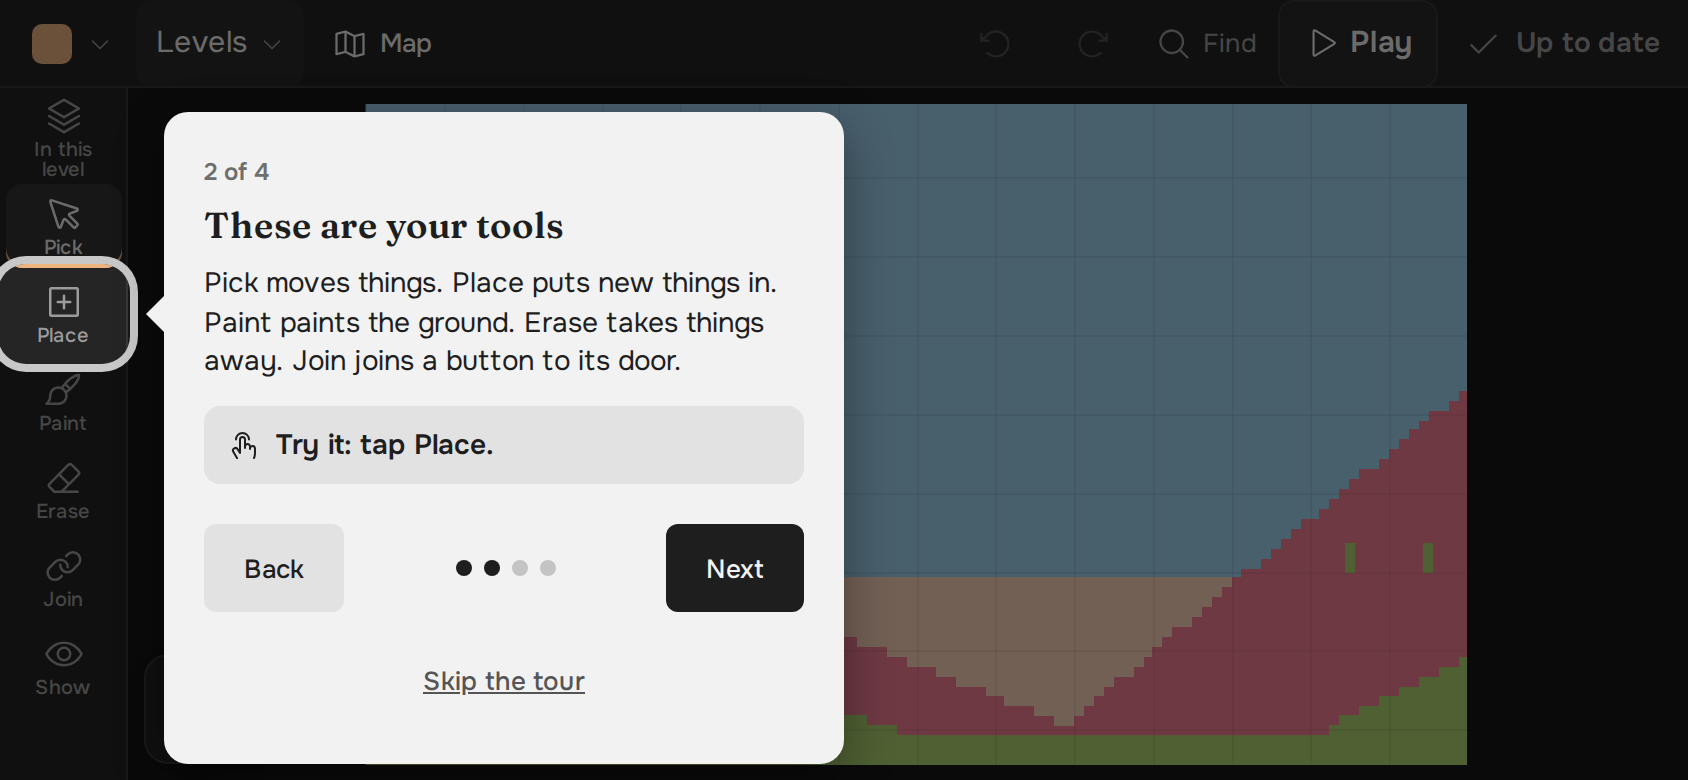 Levels
Map
Find
Play
Up to date
In this
level
Pick
Place
Paint
Erase
Join
Show
2 of 4
These are your tools
Pick moves things. Place puts new things in.
Paint paints the ground. Erase takes things
away. Join joins a button to its door.
Try it: tap Place.
Back
Next
Skip the tour